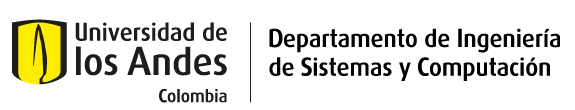 Universidad de
los Andes
Colombia
Departamento de Ingeniería
de Sistemas y Computación